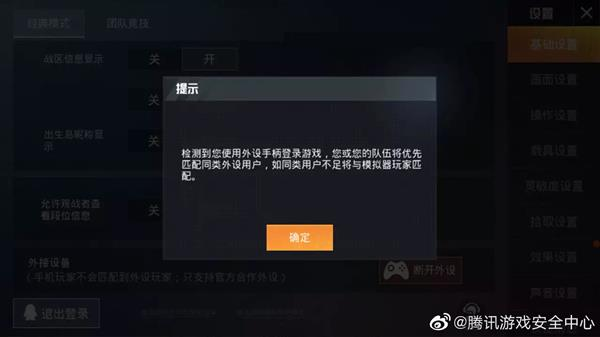 经典模式 团队竞技 设置
基础设置
战区信息显示 关 开
提示
画面设置
关
操作设置
出生岛昵称显示 关
载具设置
检测到您使用外设手柄登录游戏，您或您的队伍将优先
匹配同类外设用户，如同类用户不足将与模拟器玩家匹
配。
灵敏度设置
允许观战者查看段位信息 关
拾取设置
确定
效果设置
外接设备
（手机玩家不会匹配到外设玩家；只支持官方合作外设）
断开外设
声音设置
退出登录
@腾讯游戏安全中心